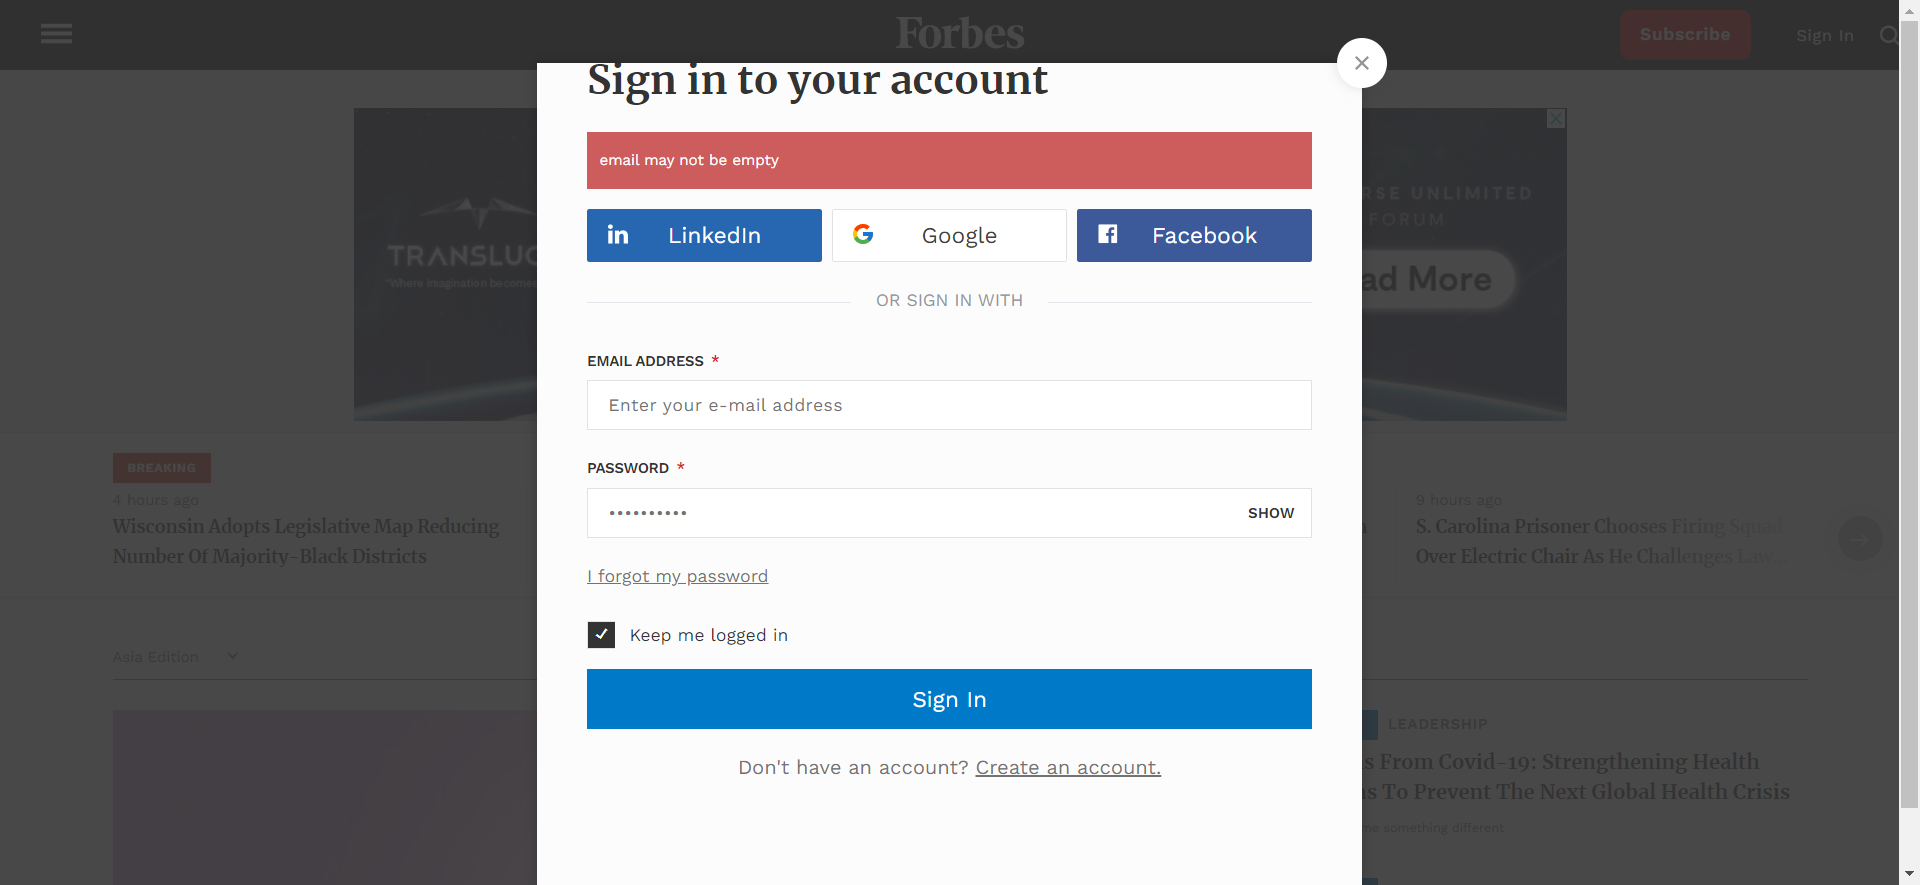 Forbes
Subscribe
Sign In
Sign in to your account
email may not be empty
LinkedIn
Google
Facebook
OR SIGN IN WITH
EMAIL ADDRESS *
Enter your e-mail address
PASSWORD *
••••••••••
SHOW
I forgot my password
Keep me logged in
Sign In
Don't have an account? Create an account.
TRANSLUC
"Where imagination becomes
RSE UNLIMITED
FORUM
ad More
BREAKING
4 hours ago
Wisconsin Adopts Legislative Map Reducing
Number Of Majority-Black Districts
9 hours ago
S. Carolina Prisoner Chooses Firing Squad
Over Electric Chair As He Challenges Law...
Asia Edition
LEADERSHIP
s From Covid-19: Strengthening Health
s To Prevent The Next Global Health Crisis
me something different